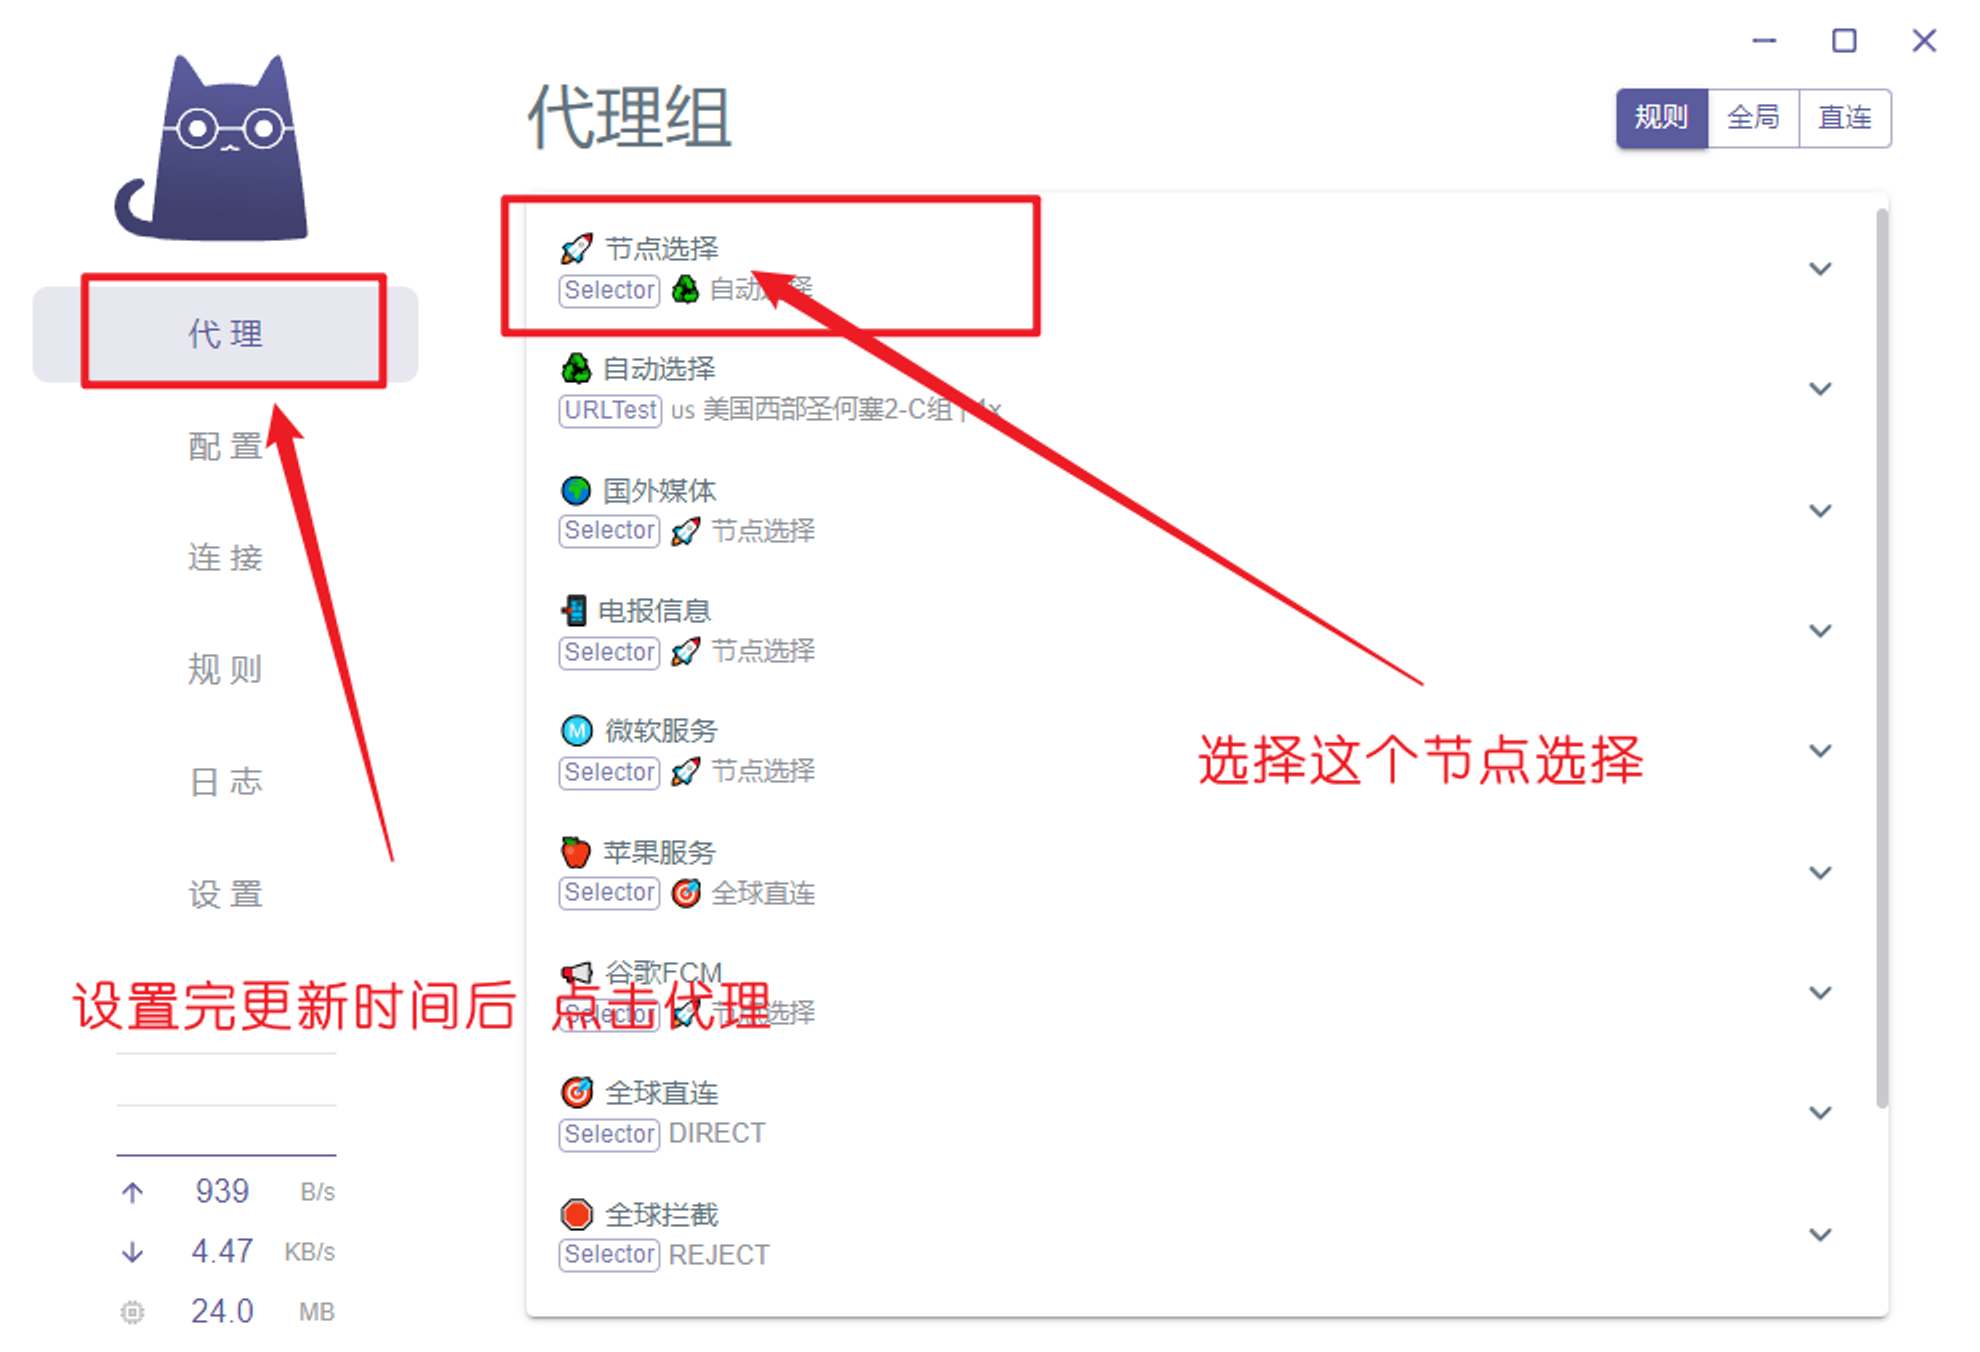 代理组
规则 全局 直连
代理
配置
连接
规则
日志
设置
节点选择
Selector 自动选择
自动选择
URLTest us 美国西部圣何塞2-C组 | 1x
国外媒体
Selector 节点选择
电报信息
Selector 节点选择
M 微软服务
Selector 节点选择
苹果服务
Selector 全球直连
谷歌FCM
Selector 节点选择
全球直连
Selector DIRECT
全球拦截
Selector REJECT
选择这个节点选择
设置完更新时间后 点击代理
939 B/s
4.47 KB/s
24.0 MB